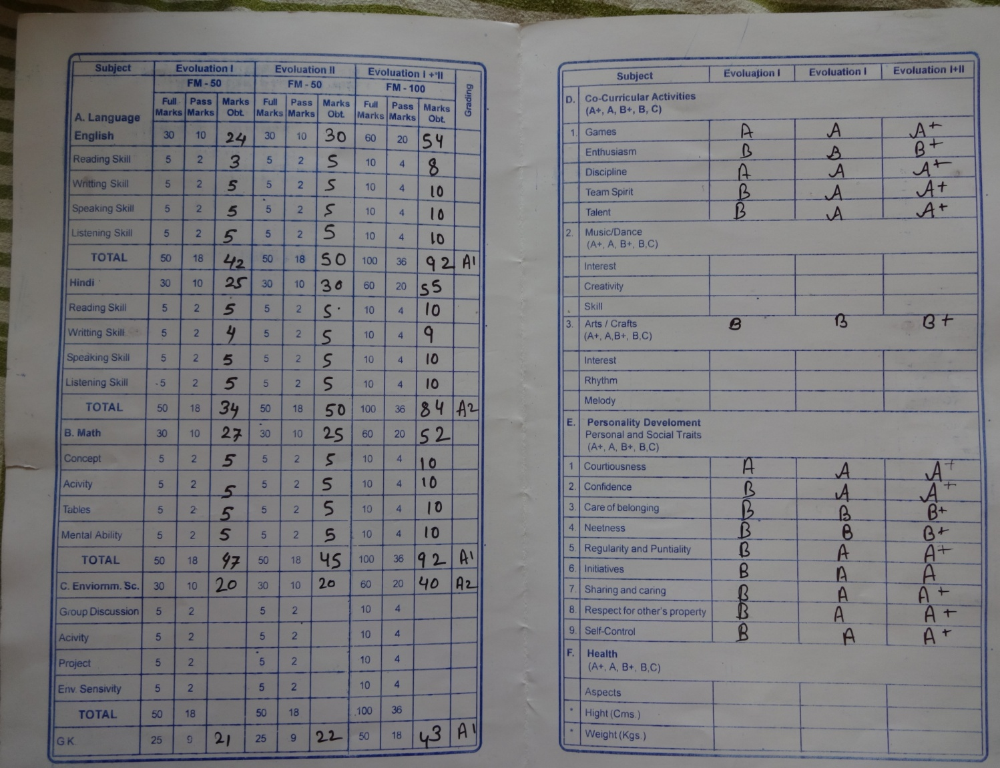 Subject Evolution I Evolution II Evolution I + II Grading
FM - 50 FM - 50 FM - 100
A. Language Full Marks Pass Marks Marks Obt. Full Marks Pass Marks Marks Obt. Full Marks Pass Marks Marks Obt.
English 30 10 24 30 10 30 60 20 54
Reading Skill 5 2 3 5 2 5 10 4 8
Writting Skill 5 2 5 5 2 5 10 4 10
Speaking Skill 5 2 5 5 2 5 10 4 10
Listening Skill 5 2 5 5 2 5 10 4 10
TOTAL 50 18 42 50 18 50 100 36 92 A1
Hindi 30 10 25 30 10 30 60 20 55
Reading Skill 5 2 5 5 2 5 10 4 10
Writting Skill 5 2 4 5 2 5 10 4 9
Speaking Skill 5 2 5 5 2 5 10 4 10
Listening Skill 5 2 5 5 2 5 10 4 10
TOTAL 50 18 34 50 18 50 100 36 84 A2
B. Math 30 10 27 30 10 25 60 20 52
Concept 5 2 5 5 2 5 10 4 10
Acivity 5 2 5 5 2 5 10 4 10
Tables 5 2 5 5 2 5 10 4 10
Mental Ability 5 2 5 5 2 5 10 4 10
TOTAL 50 18 47 50 18 45 100 36 92 A1
C. Enviornm. Sc. 30 10 20 30 10 20 60 20 40 A2
Group Discussion 5 2 5 2 10 4
Acivity 5 2 5 2 10 4
Project 5 2 5 2 10 4
Env. Sensivity 5 2 5 2 10 4
TOTAL 50 18 50 18 100 36
G.K. 25 9 21 25 9 22 50 18 43 A1
Subject Evaluation I Evaluation I Evaluation I+II
D. Co-Curricular Activities
(A+, A, B+, B, C)
1. Games A A A+
Enthusiasm B B B+
Discipline A A A+
Team Spirit B A A+
Talent B A A+
2. Music/Dance
(A+, A, B+, B,C)
Interest
Creativity
Skill
3. Arts / Crafts B B B+
(A+, A,B+, B,C)
Interest
Rhythm
Melody
E. Personality Develoment
Personal and Social Traits
(A+, A, B+, B,C)
1 Courtiousness A A A+
2. Confidence B A A+
3. Care of belonging B B B+
4. Neetness B B B+
5. Regularity and Puntiality B A A+
6. Initiatives B A A
7. Sharing and caring B A A+
8. Respect for other's property B A A+
9. Self-Control B A A+
F. Health
(A+, A, B+, B,C)
Aspects
* Hight (Cms.)
* Weight (Kgs.)